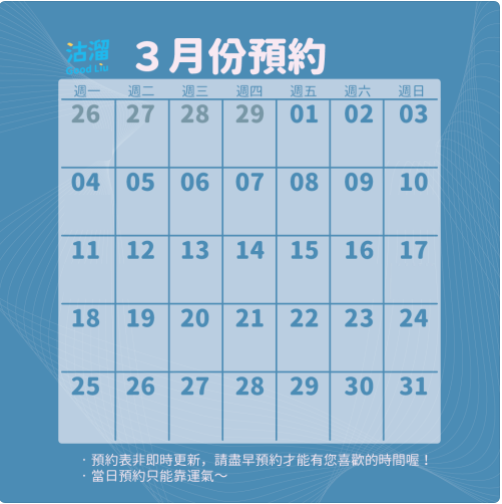 沽溜
Good Liu
3月份預約
週一 週二 週三 週四 週五 週六 週日
26 27 28 29 01 02 03
04 05 06 07 08 09 10
11 12 13 14 15 16 17
18 19 20 21 22 23 24
25 26 27 28 29 30 31
· 預約表非即時更新，請盡早預約才能有您喜歡的時間喔！
· 當日預約只能靠運氣～